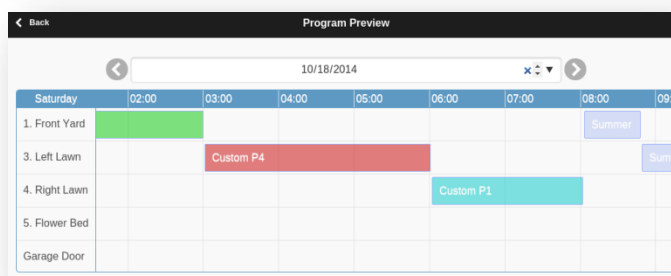 Back Program Preview
10/18/2014
Saturday 02:00 03:00 04:00 05:00 06:00 07:00 08:00 09:
1. Front Yard Summer
3. Left Lawn Custom P4 Sum
4. Right Lawn Custom P1
5. Flower Bed
Garage Door